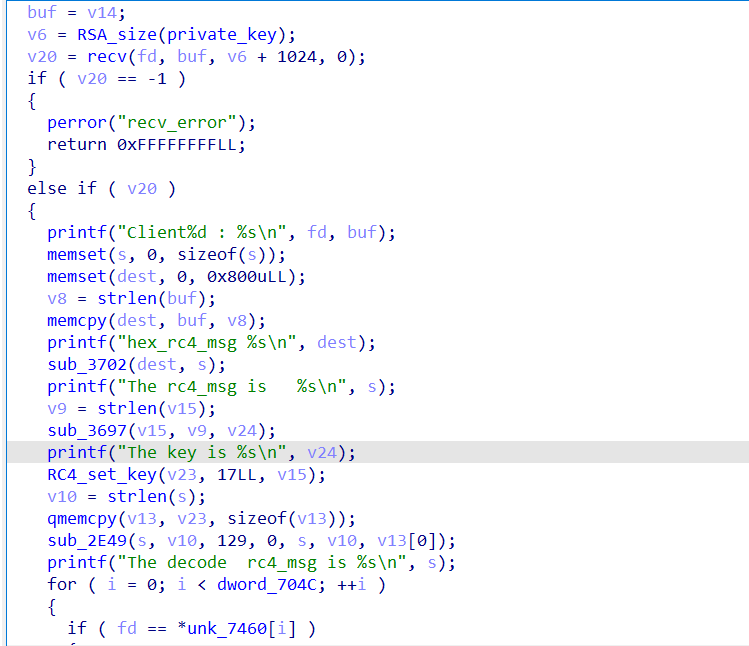 buf = v14;
v6 = RSA_size(private_key);
v20 = recv(fd, buf, v6 + 1024, 0);
if ( v20 == -1 )
{
perror("recv_error");
return 0xFFFFFFFFLL;
}
else if ( v20 )
{
printf("Client%d : %s\n", fd, buf);
memset(s, 0, sizeof(s));
memset(dest, 0, 0x800uLL);
v8 = strlen(buf);
memcpy(dest, buf, v8);
printf("hex_rc4_msg %s\n", dest);
sub_3702(dest, s);
printf("The rc4_msg is   %s\n", s);
v9 = strlen(v15);
sub_3697(v15, v9, v24);
printf("The key is %s\n", v24);
RC4_set_key(v23, 17LL, v15);
v10 = strlen(s);
qmemcpy(v13, v23, sizeof(v13));
sub_2E49(s, v10, 129, 0, s, v10, v13[0]);
printf("The decode  rc4_msg is %s\n", s);
for ( i = 0; i < dword_704C; ++i )
{
if ( fd == *unk_7460[i] )